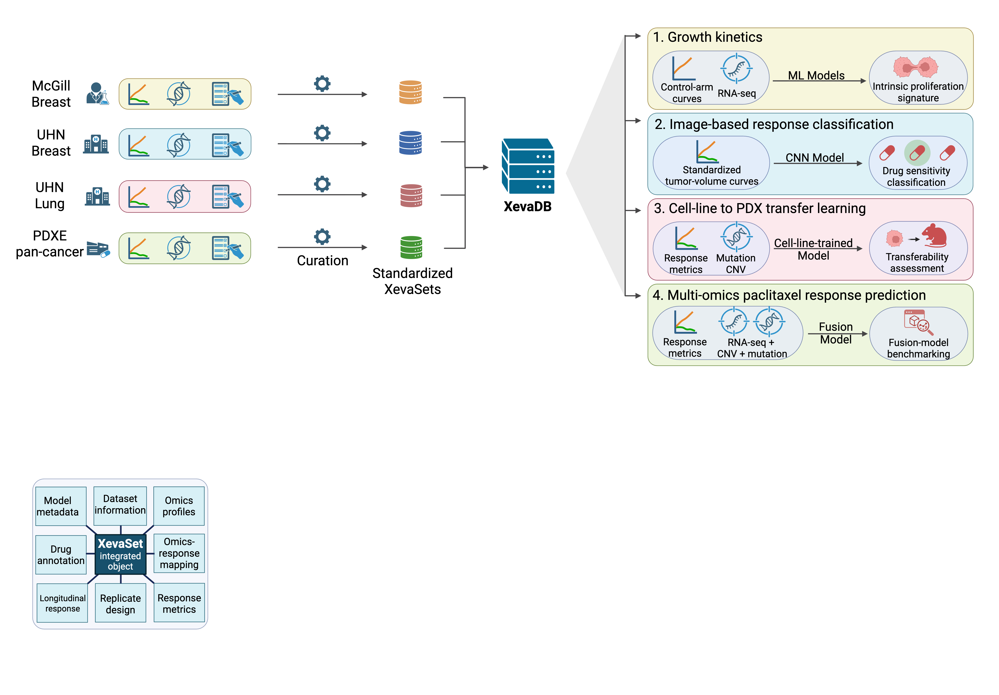 McGill
Breast
UHN
Breast
UHN
Lung
PDXE
pan-cancer
Curation
Standardized
XevaSets
XevaDB
1. Growth kinetics
Control-arm
curves
RNA-seq
ML Models
Intrinsic proliferation
signature
2. Image-based response classification
Standardized
tumor-volume curves
CNN Model
Drug sensitivity
classification
3. Cell-line to PDX transfer learning
Response
metrics
Mutation
CNV
Cell-line-trained
Model
Transferability
assessment
4. Multi-omics paclitaxel response prediction
Response
metrics
RNA-seq +
CNV + mutation
Fusion
Model
Fusion-model
benchmarking
Model
metadata
Dataset
information
Omics
profiles
Drug
annotation
XevaSet
integrated
object
Omics-
response
mapping
Longitudinal
response
Replicate
design
Response
metrics
H
H
H